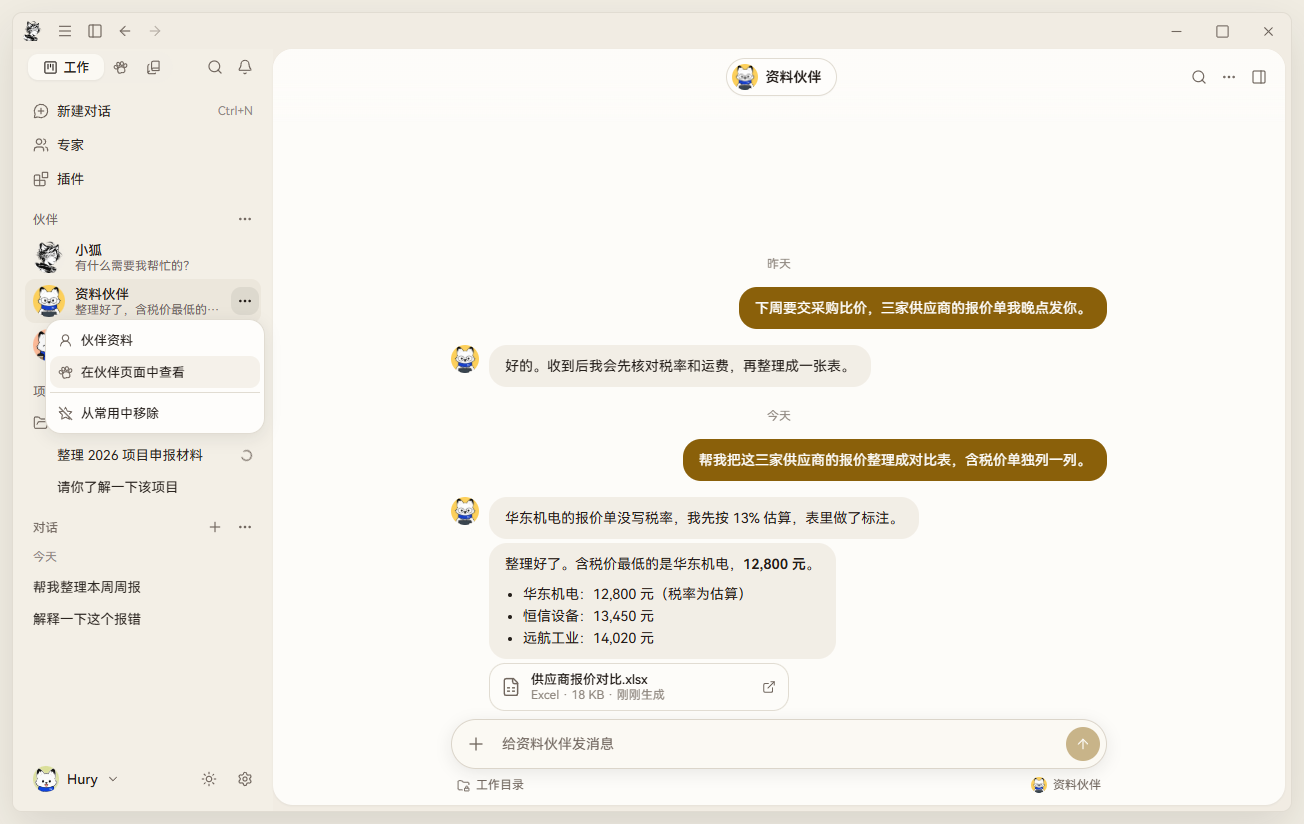 工作
新建对话 Ctrl+N
专家
插件
伙伴
小狐
有什么需要我帮忙的?
资料伙伴
整理好了，含税价最低的…
伙伴资料
在伙伴页面中查看
从常用中移除
整理 2026 项目申报材料
请你了解一下该项目
对话
今天
帮我整理本周周报
解释一下这个报错
Hury
资料伙伴
昨天
下周要交采购比价，三家供应商的报价单我晚点发你。
好的。收到后我会先核对税率和运费，再整理成一张表。
今天
帮我把这三家供应商的报价整理成对比表，含税价单独列一列。
华东机电的报价单没写税率，我先按 13% 估算，表里做了标注。
整理好了。含税价最低的是华东机电，12,800 元。
• 华东机电：12,800 元（税率为估算）
• 恒信设备：13,450 元
• 远航工业：14,020 元
供应商报价对比.xlsx
Excel · 18 KB · 刚刚生成
给资料伙伴发消息
工作目录
资料伙伴